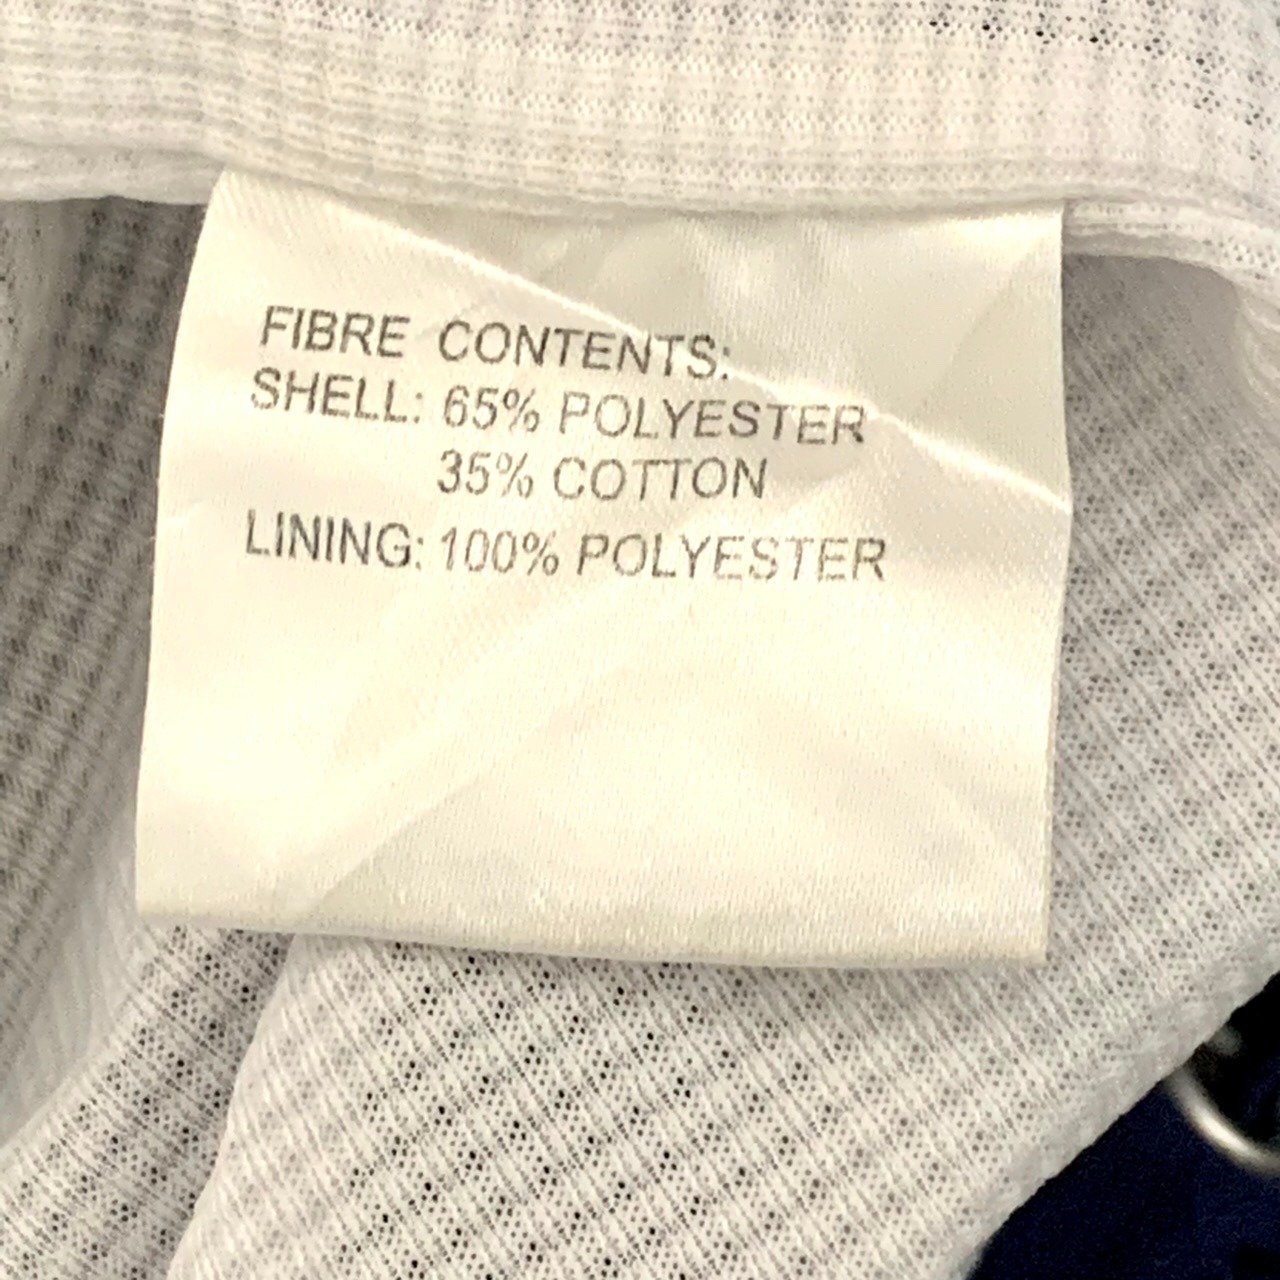 FIBRE CONTENTS:
SHELL: 65% POLYESTER
35% COTTON
LINING: 100% POLYESTER